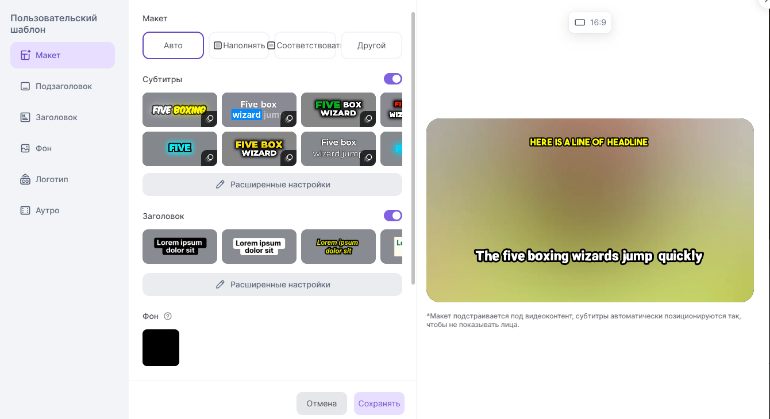 Пользовательский
шаблон
Макет
Подзаголовок
Заголовок
Фон
Логотип
Аутро
Макет
Авто
Наполнять
Соответствоват
Другой
Субтитры
FIVE BOXING
Five box
wizard jum
FIVE BOX
WIZARD
FIVE
FIVE BOX
WIZARD
Five box
wizard jump
Расширенные настройки
Заголовок
Lorem ipsum
dolor sit
Lorem ipsum
dolor sit
Lorem ipsum
dolor sit
Расширенные настройки
Фон
Отмена
Сохранять
16:9
HERE IS A LINE OF HEADLINE
The five boxing wizards jump quickly
*Макет подстраивается под видеоконтент, субтитры автоматически позиционируются так,
чтобы не показывать лица.